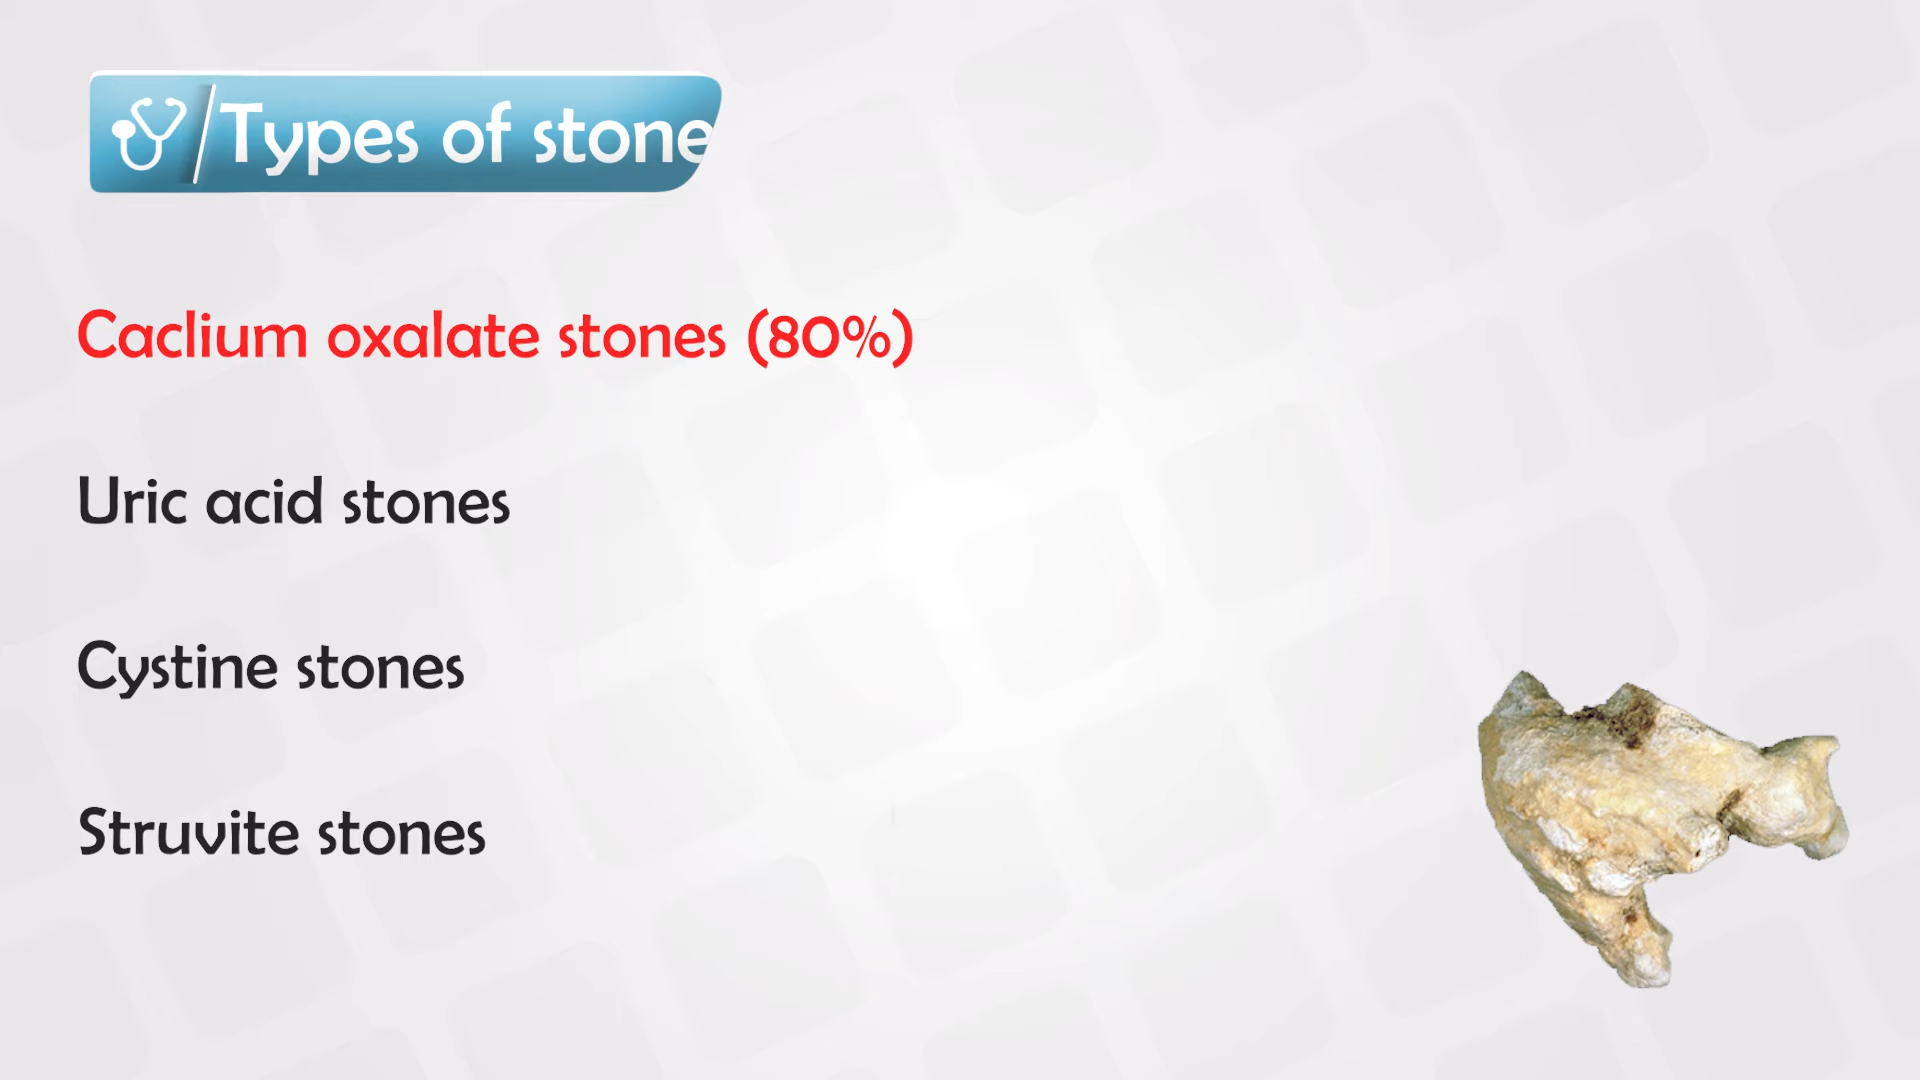 Types of stone
Caclium oxalate stones (80%)
Uric acid stones
Cystine stones
Struvite stones